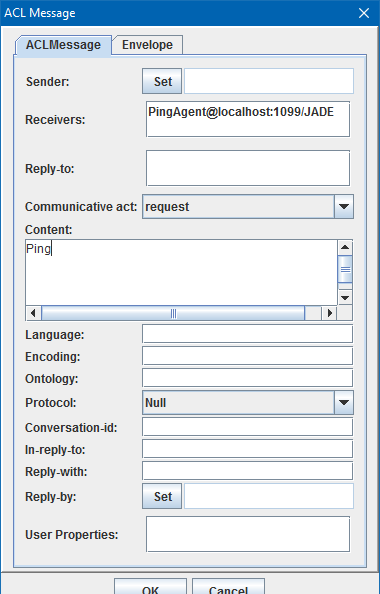 ACL Message
ACLMessage Envelope
Sender: Set
Receivers: PingAgent@localhost:1099/JADE
Reply-to:
Communicative act: request
Content:
Ping
Language:
Encoding:
Ontology:
Protocol: Null
Conversation-id:
In-reply-to:
Reply-with:
Reply-by: Set
User Properties:
OK Cancel